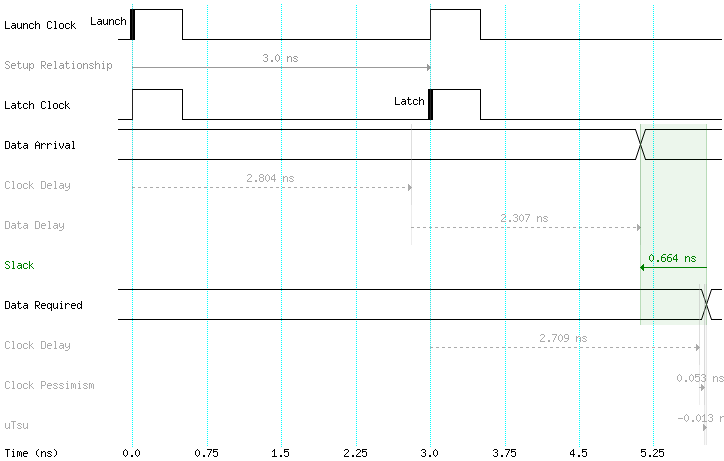 Launch Clock Launch
Setup Relationship 3.0 ns
Latch Clock Latch
Data Arrival
Clock Delay 2.804 ns
Data Delay 2.307 ns
Slack 0.664 ns
Data Required
Clock Delay 2.709 ns
Clock Pessimism 0.053 ns
uTsu -0.013 n
Time (ns) 0.0 0.75 1.5 2.25 3.0 3.75 4.5 5.25